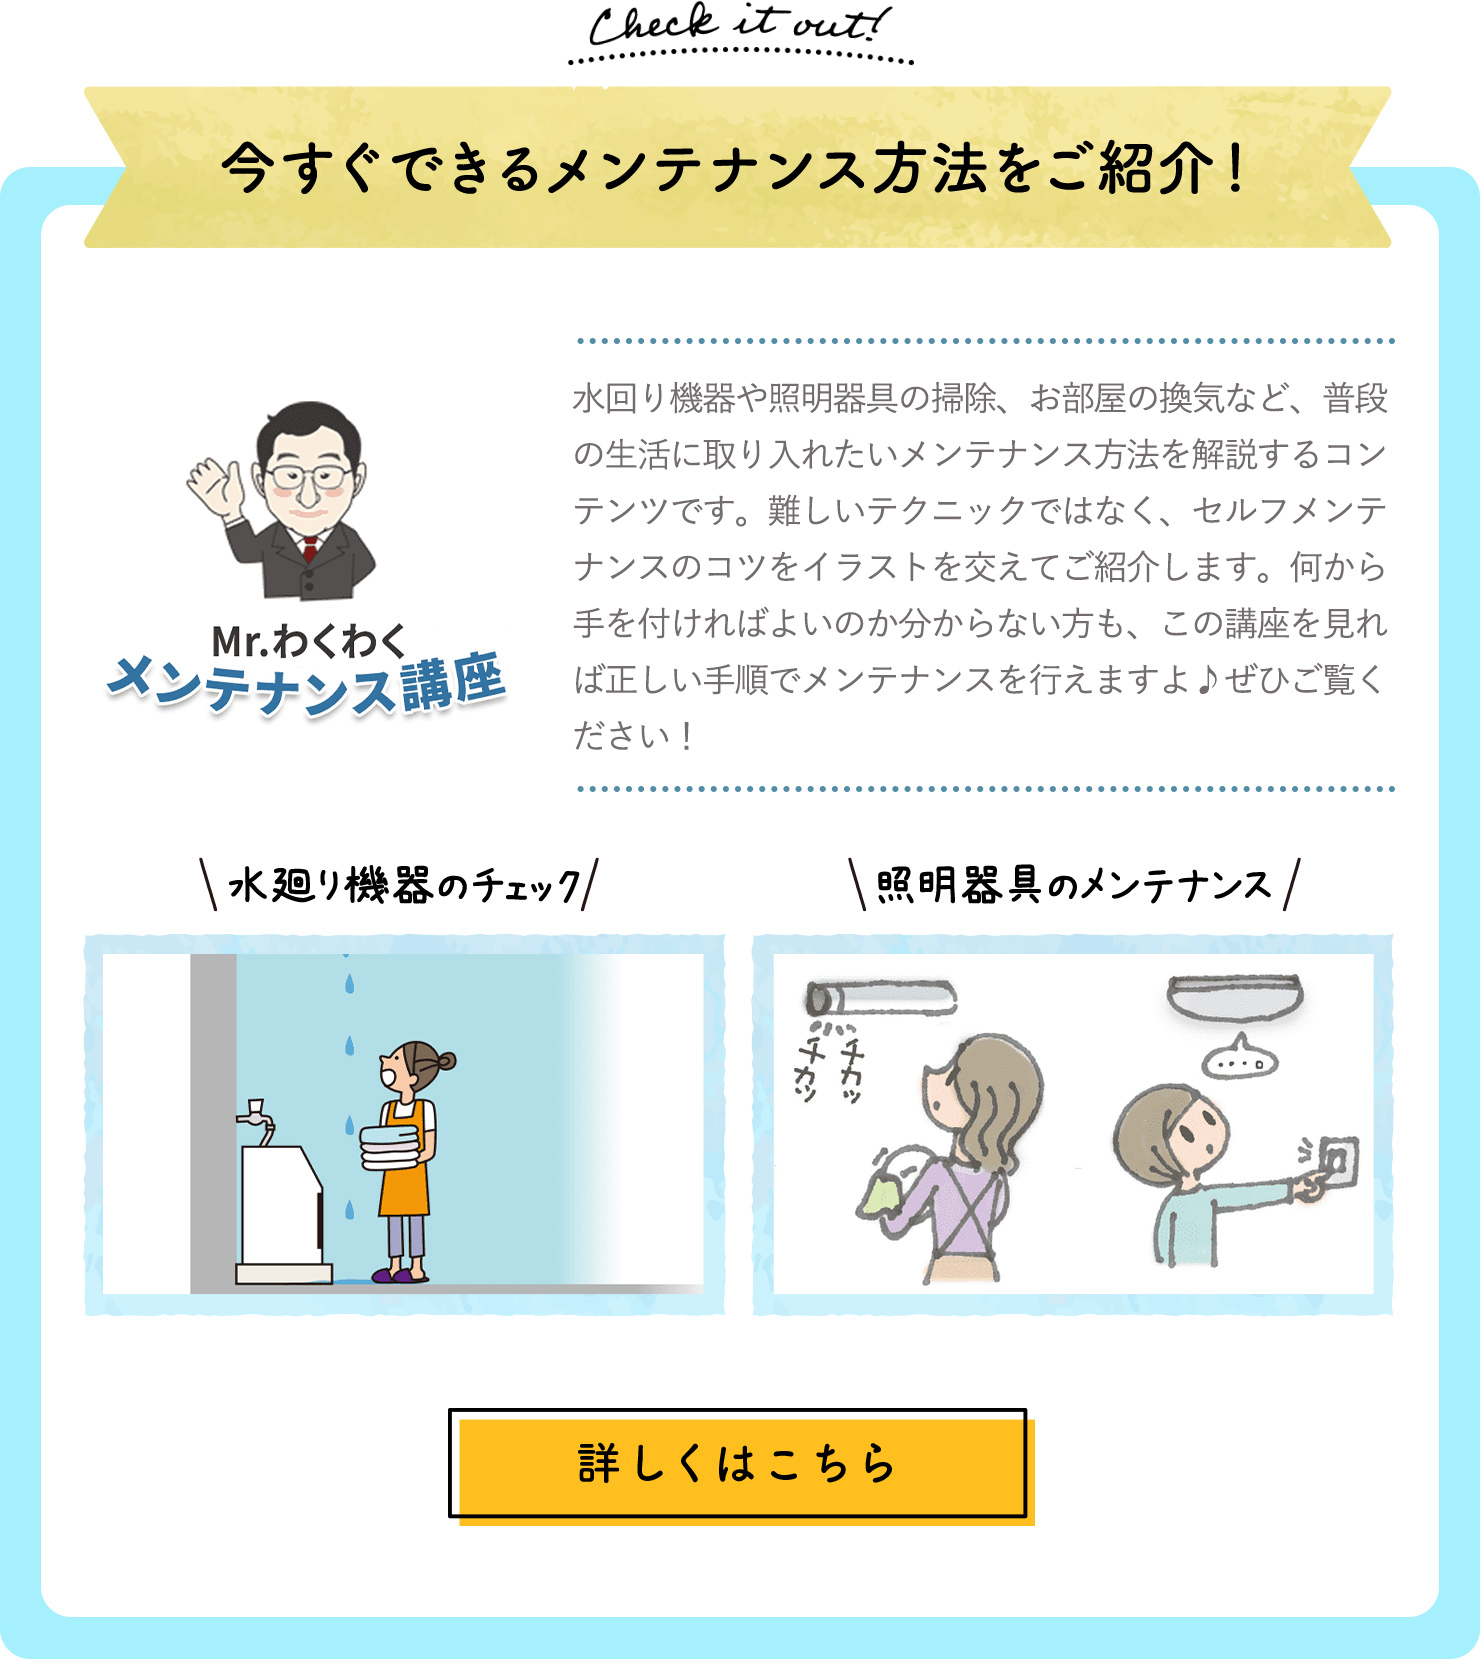 Check it out!
今すぐできるメンテナンス方法をご紹介！
水回り機器や照明器具の掃除、お部屋の換気など、普段
の生活に取り入れたいメンテナンス方法を解説するコン
テンツです。難しいテクニックではなく、セルフメンテ
ナンスのコツをイラストを交えてご紹介します。何から
手を付ければよいのか分からない方も、この講座を見れ
ば正しい手順でメンテナンスを行えますよ♪ぜひご覧く
ださい！
Mr.わくわく
メンテナンス講座
水廻り機器のチェック
照明器具のメンテナンス
チカッ
チカッ
詳しくはこちら